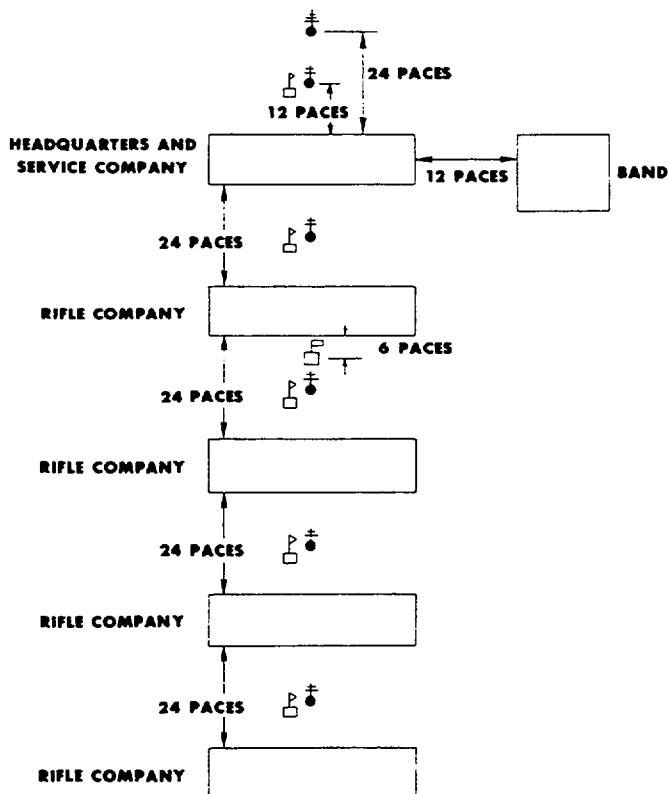 24 PACES
12 PACES
HEADQUARTERS AND
SERVICE COMPANY
12 PACES
BAND
24 PACES
RIFLE COMPANY
6 PACES
24 PACES
RIFLE COMPANY
24 PACES
RIFLE COMPANY
24 PACES
RIFLE COMPANY